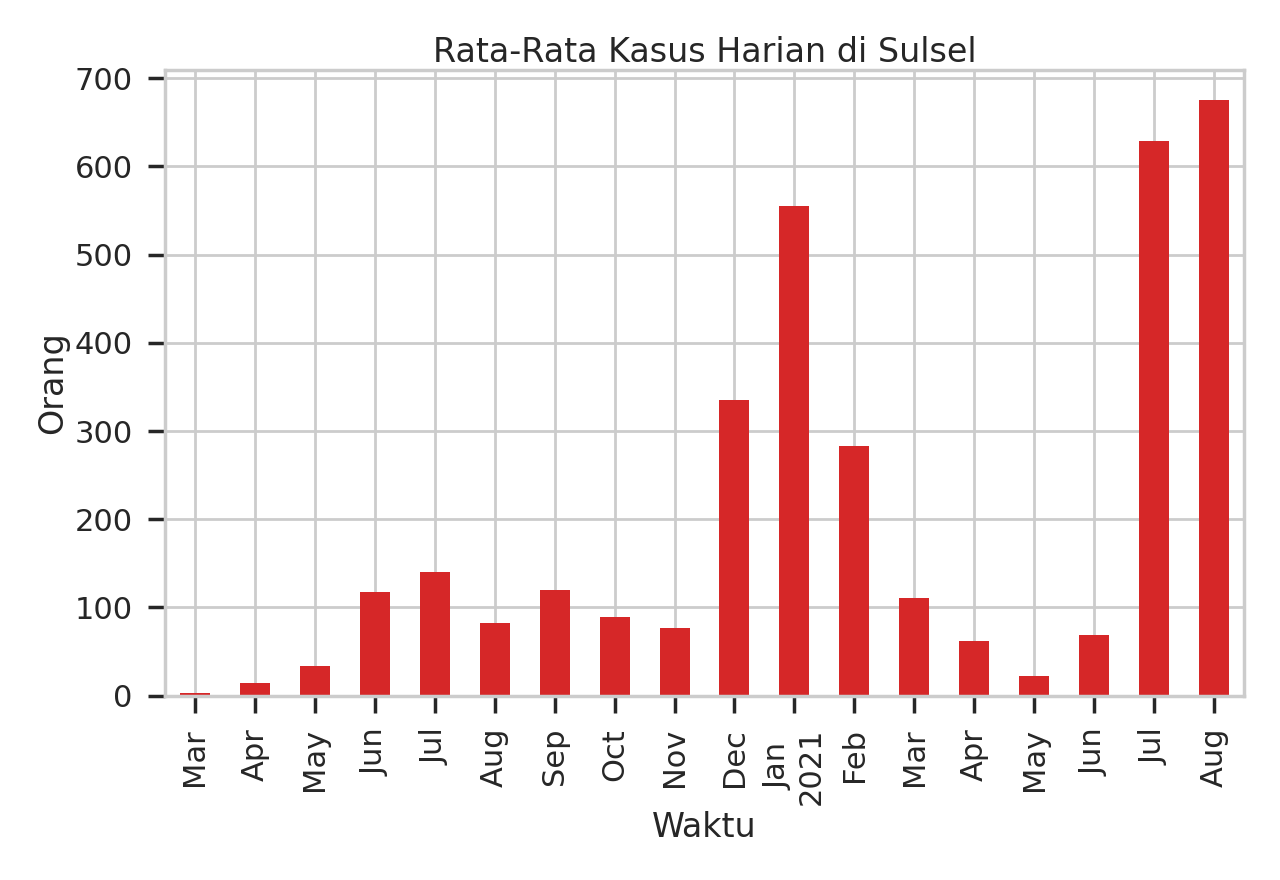 Rata-Rata Kasus Harian di Sulsel
700
600
500
400
300
200
100
0
Orang
Mar
Apr
May
Jun
Jul
Aug
Sep
Oct
Nov
Dec
Jan
2021
Feb
Mar
Apr
May
Jun
Jul
Aug
Waktu